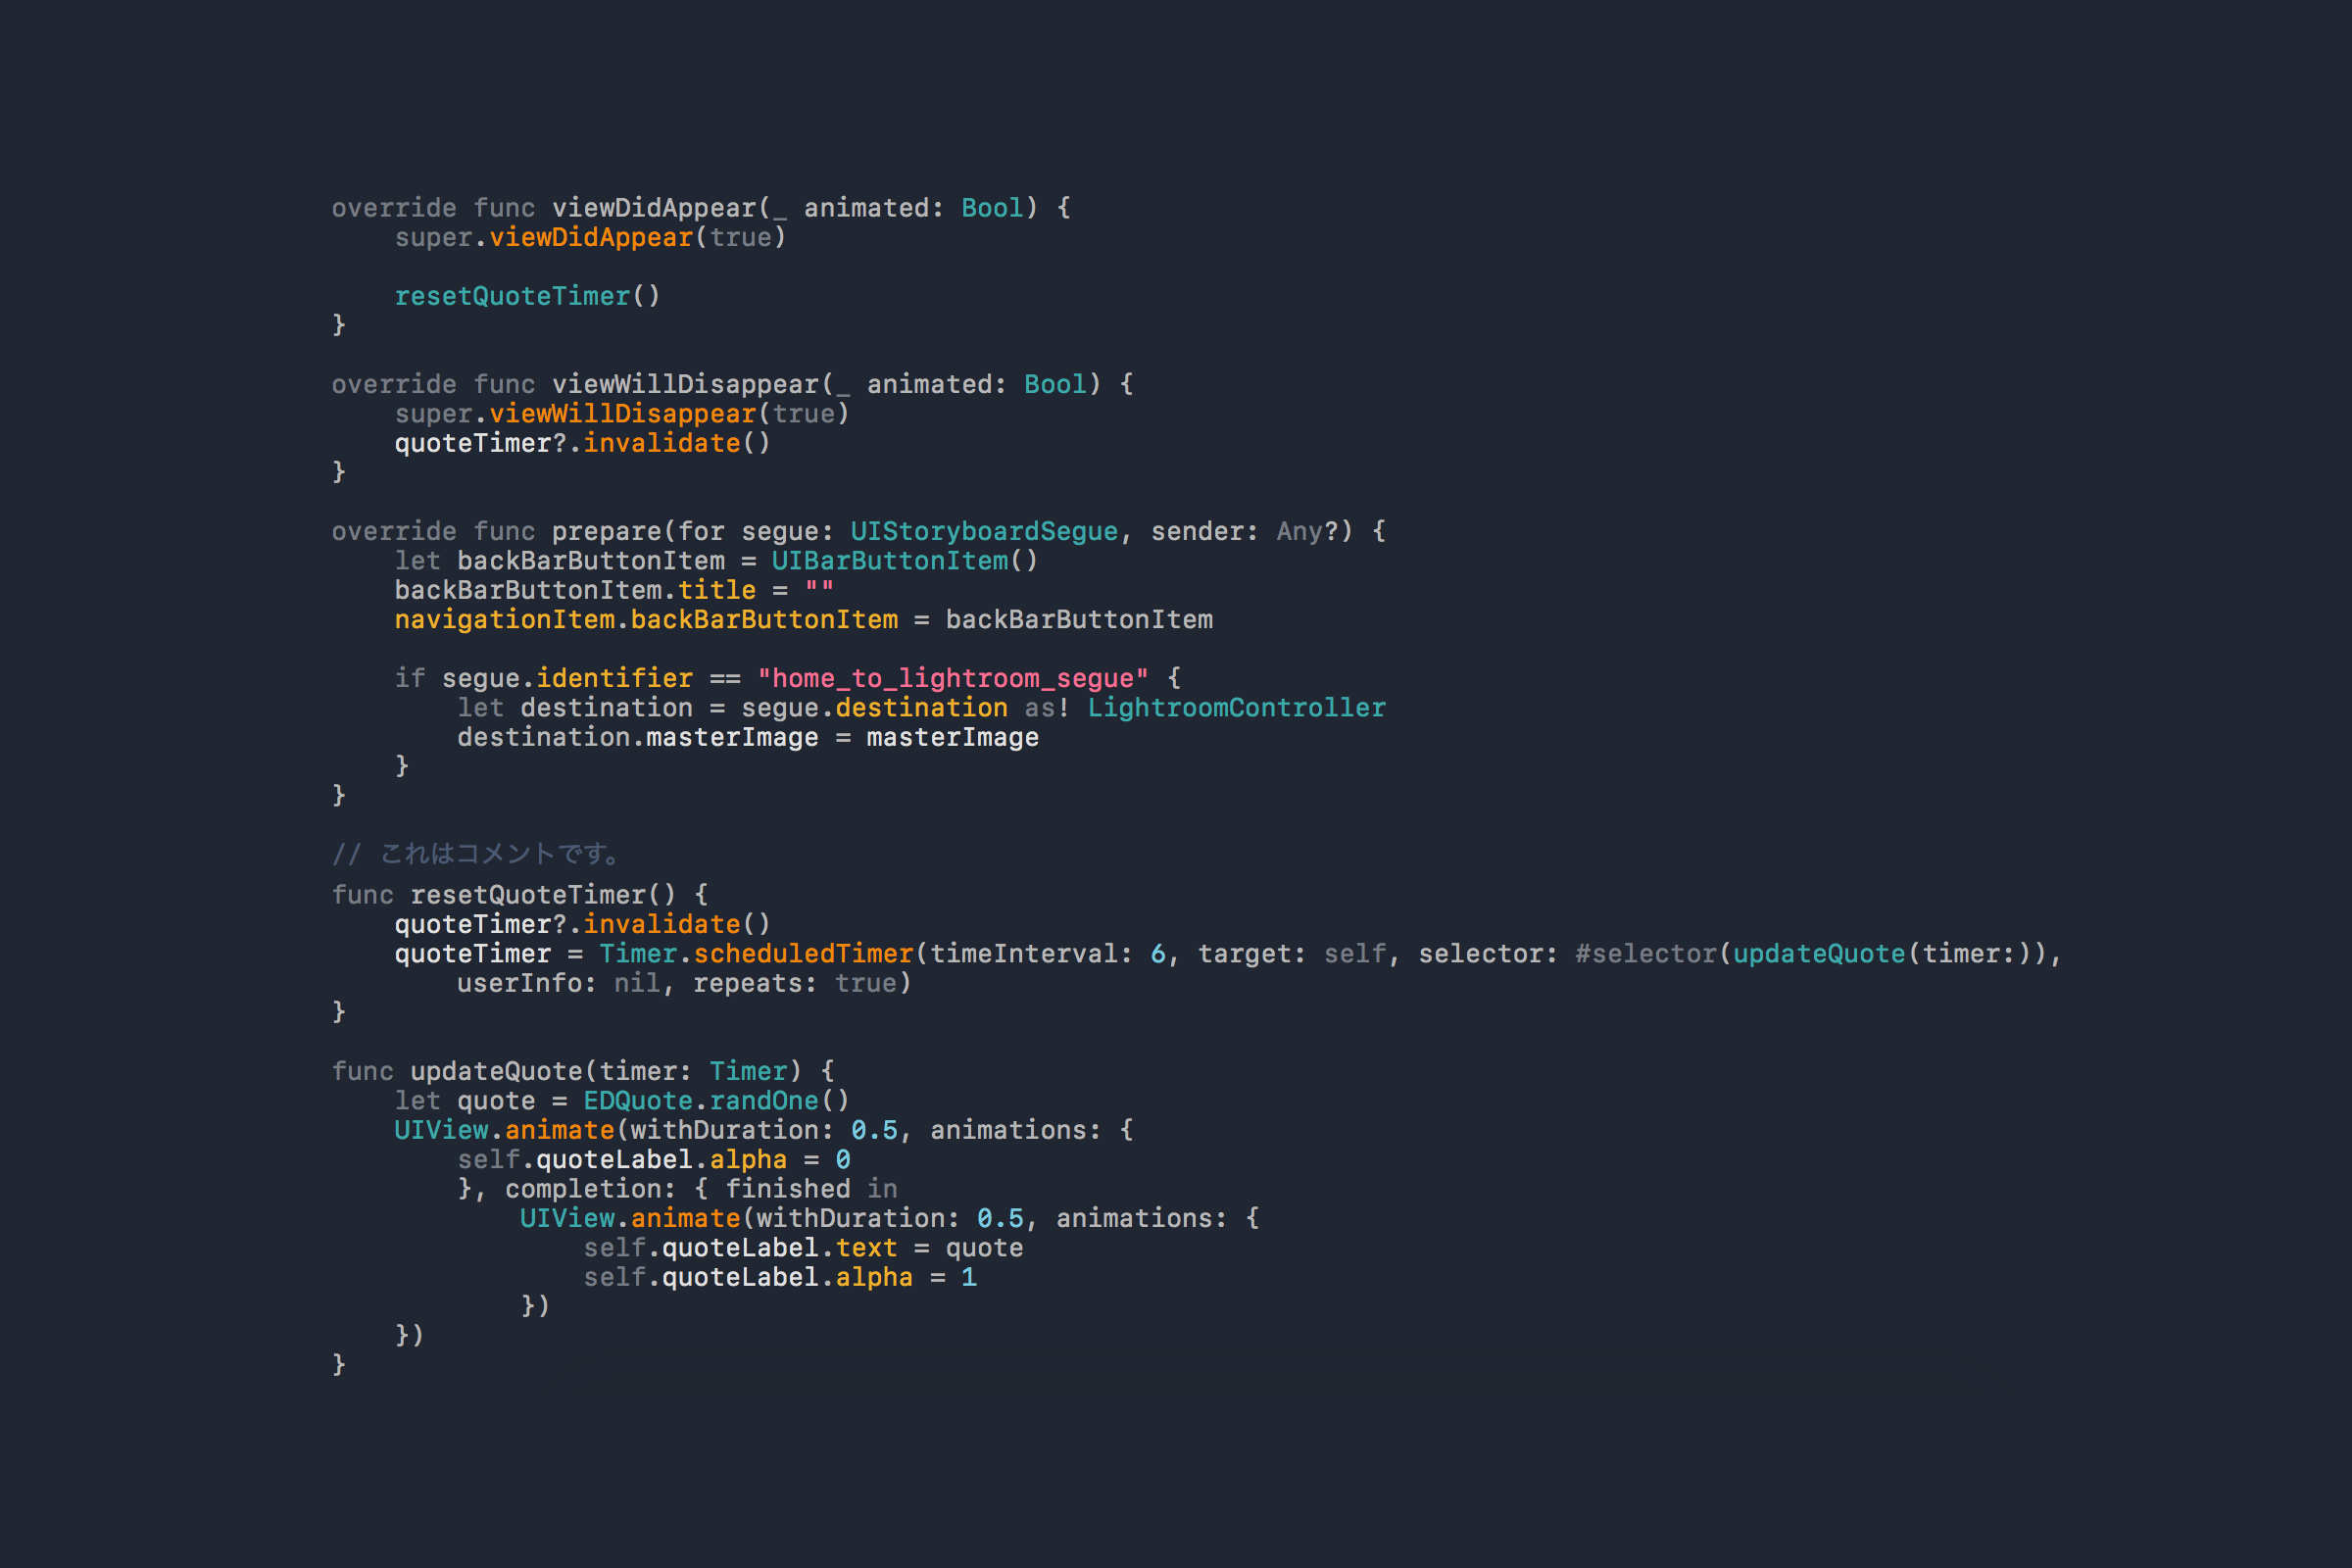 override func viewDidAppear(_ animated: Bool) {
    super.viewDidAppear(true)

    resetQuoteTimer()
}

override func viewWillDisappear(_ animated: Bool) {
    super.viewWillDisappear(true)
    quoteTimer?.invalidate()
}

override func prepare(for segue: UIStoryboardSegue, sender: Any?) {
    let backBarButtonItem = UIBarButtonItem()
    backBarButtonItem.title = ""
    navigationItem.backBarButtonItem = backBarButtonItem

    if segue.identifier == "home_to_lightroom_segue" {
        let destination = segue.destination as! LightroomController
        destination.masterImage = masterImage
    }
}

// これはコメントです。
func resetQuoteTimer() {
    quoteTimer?.invalidate()
    quoteTimer = Timer.scheduledTimer(timeInterval: 6, target: self, selector: #selector(updateQuote(timer:)),
        userInfo: nil, repeats: true)
}

func updateQuote(timer: Timer) {
    let quote = EDQuote.randOne()
    UIView.animate(withDuration: 0.5, animations: {
        self.quoteLabel.alpha = 0
        }, completion: { finished in
            UIView.animate(withDuration: 0.5, animations: {
                self.quoteLabel.text = quote
                self.quoteLabel.alpha = 1
            })
    })
}